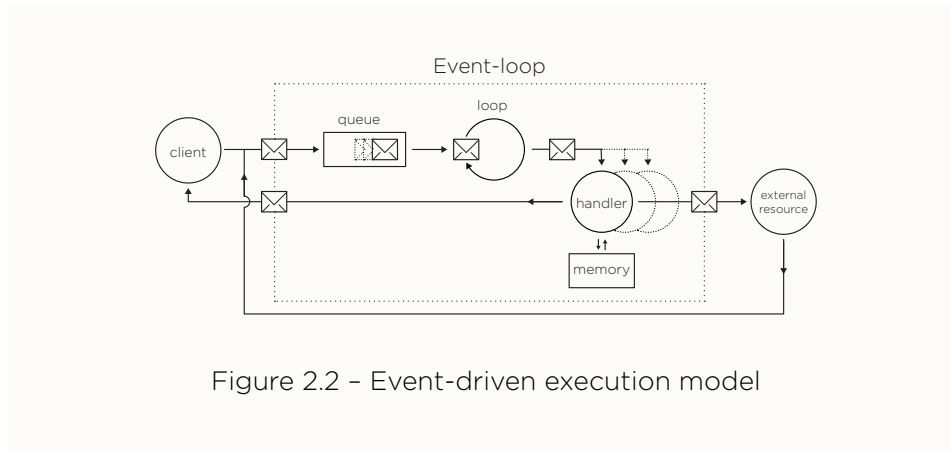 Event-loop
loop
queue
client
handler
external
resource
memory
Figure 2.2 – Event-driven execution model